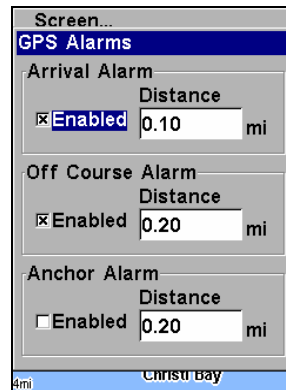 Screen...
GPS Alarms
Arrival Alarm
Distance
Enabled 0.10 mi
Off Course Alarm
Distance
Enabled 0.20 mi
Anchor Alarm
Distance
Enabled 0.20 mi
4mi Christi Bay